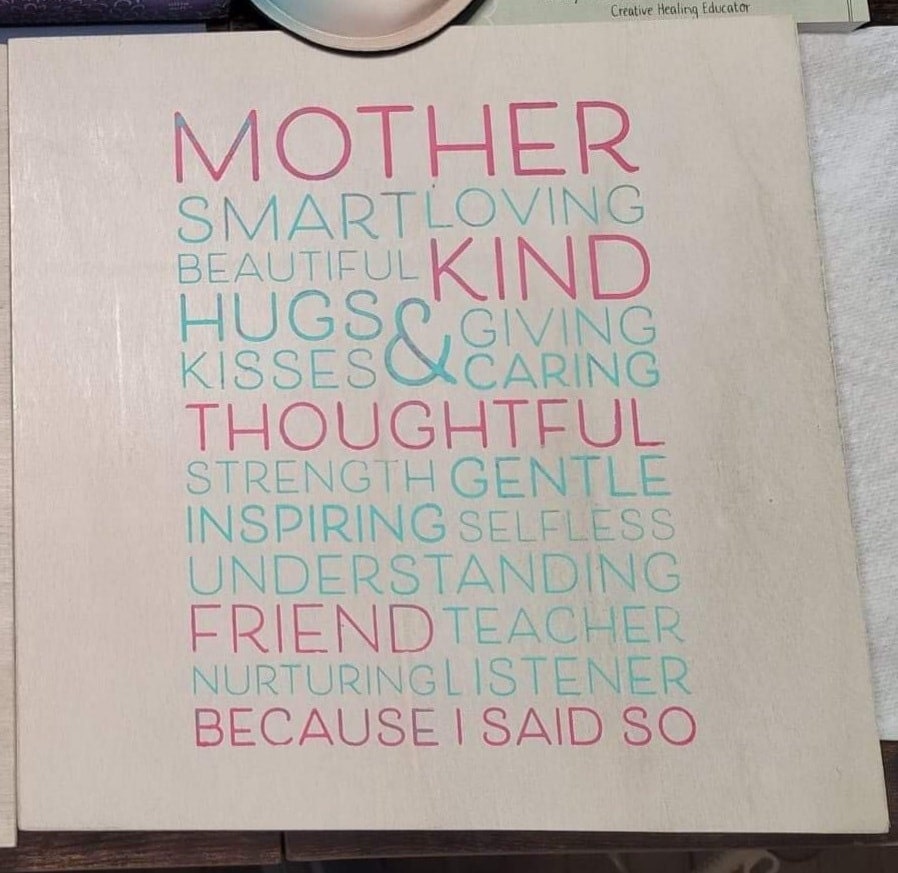 Creative Healing Educator
MOTHER
SMART LOVING
BEAUTIFUL KIND
HUGS & GIVING
KISSES CARING
THOUGHTFUL
STRENGTH GENTLE
INSPIRING SELFLESS
UNDERSTANDING
FRIEND TEACHER
NURTURING LISTENER
BECAUSE I SAID SO